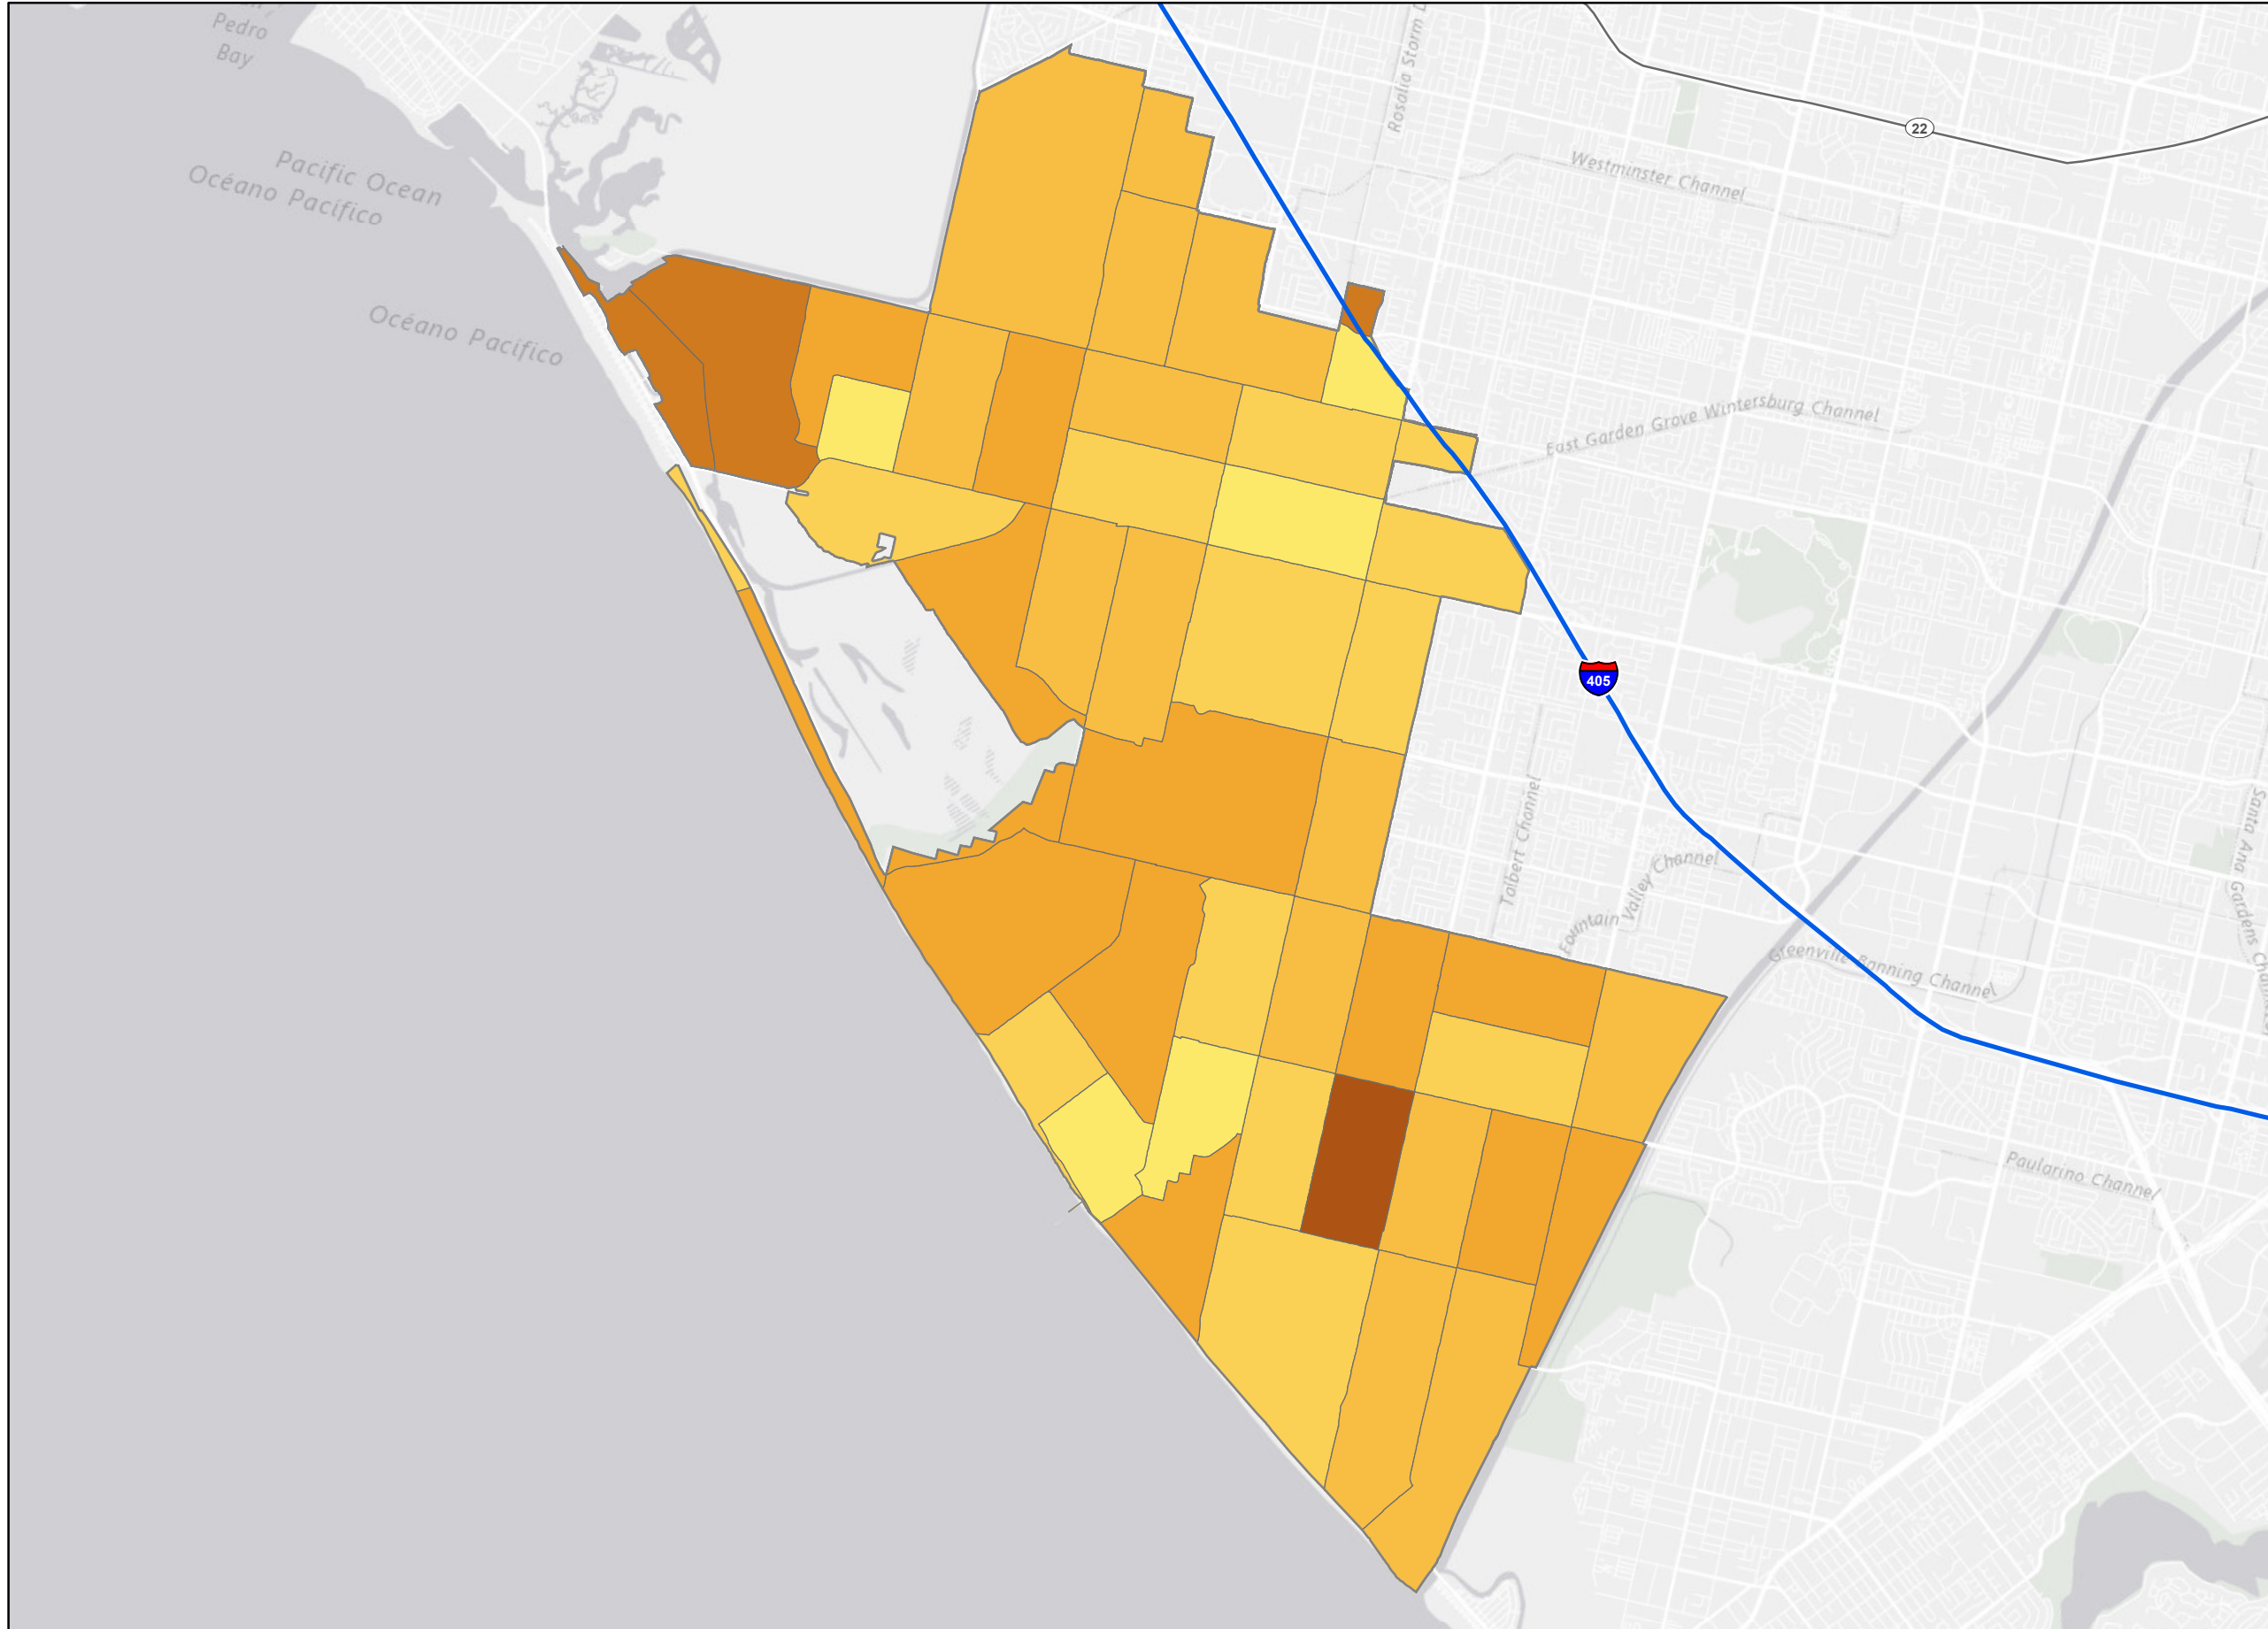 Pedro
Bay
Pacific Ocean
Océano Pacífico
Océano Pacífico
Rosalia Storm
22
Westminster Channel
East Garden Grove Wintersburg Channel
405
Talbert Channel
Fountain Valley Channel
Greenville Banning Channel
Santa Ana Gardens
Paularino Channel